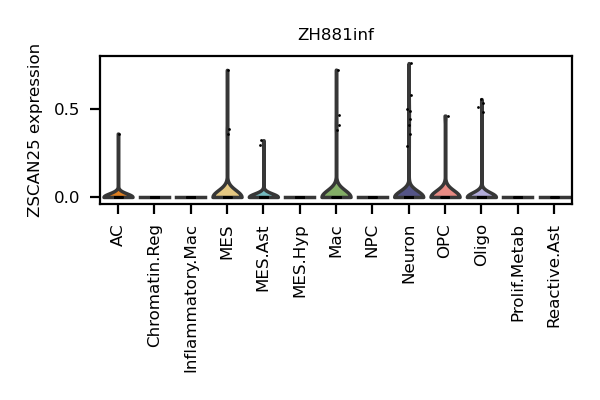 ZH881inf
ZSCAN25 expression
0.5
0.0
AC
Chromatin.Reg
Inflammatory.Mac
MES
MES.Ast
MES.Hyp
Mac
NPC
Neuron
OPC
Oligo
Prolif.Metab
Reactive.Ast